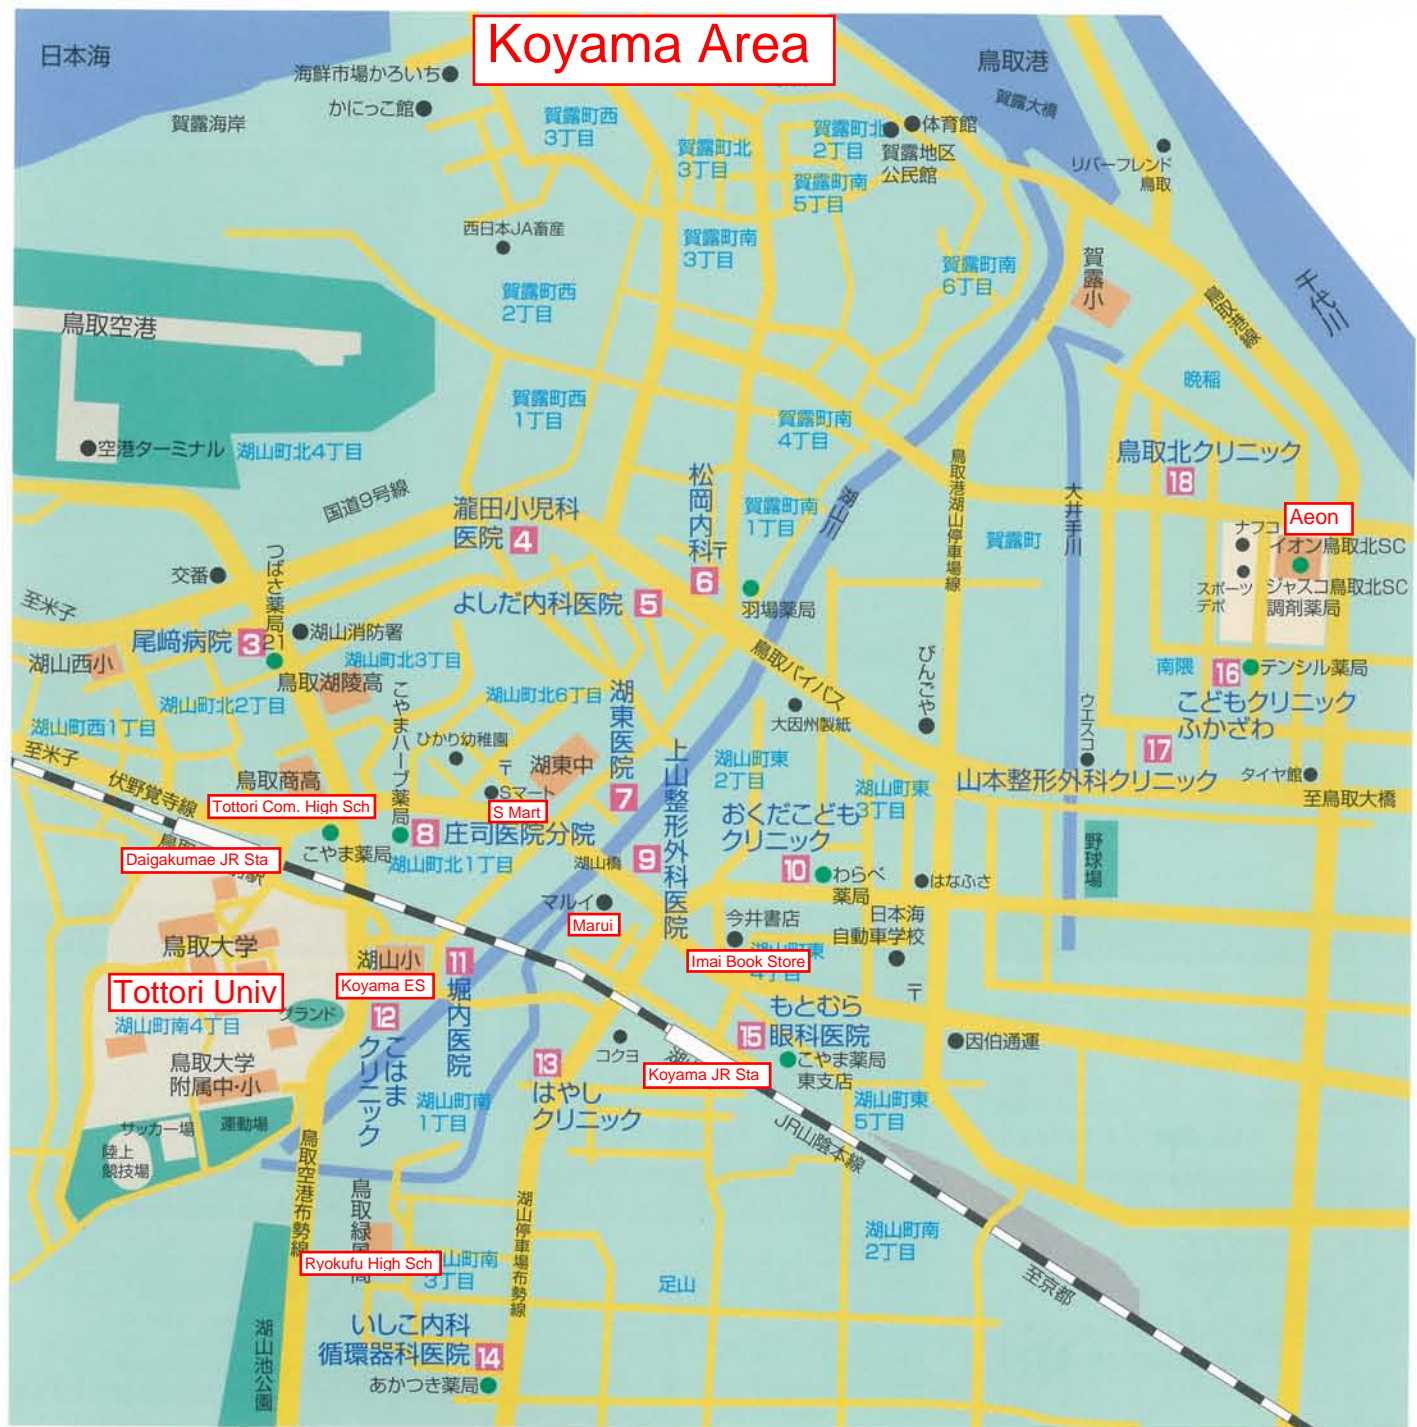 Koyama Area
日本海
海鮮市場かろいち
かにっこ館
賀露海岸
鳥取港
賀露大橋
賀露町西
3丁目
賀露町北
3丁目
賀露町北
2丁目
体育館
賀露地区
公民館
賀露町南
5丁目
リバーフレンド
鳥取
西日本JA畜産
賀露町南
3丁目
賀露町南
6丁目
賀露小
千代川
鳥取港線
賀露町西
2丁目
鳥取空港
晩稲
賀露町西
1丁目
賀露町南
4丁目
空港ターミナル
湖山町北4丁目
鳥取北クリニック
18
国道9号線
瀧田小児科
医院 4
松岡内科
6
〒
賀露町南
1丁目
湖山川
鳥取港湖山停車場線
大井手川
賀露町
Aeon
ナフコ
イオン鳥取北SC
スポーツ
デポ
ジャスコ鳥取北SC
調剤薬局
つばさ薬局21
交番
至米子
よしだ内科医院 5
羽場薬局
尾﨑病院 3
湖山消防署
湖山西小
湖山町北3丁目
鳥取湖陵高
湖山町北2丁目
湖山町西1丁目
こやまハーブ薬局
湖山町北6丁目
湖東医院
7
鳥取バイパス
大因州製紙
びんごや
南隈
16
テンシル薬局
こどもクリニック
ふかざわ
ウエスコ
17
山本整形外科クリニック
タイヤ館
至鳥取大橋
至米子
伏野覚寺線
鳥取商高
Tottori Com. High Sch
ひかり幼稚園
〒
湖東中
Sマート
S Mart
上山整形外科医院
9
湖山町東
2丁目
湖山町東
3丁目
おくだこども
クリニック
10
わらべ
薬局
野球場
こやま薬局
8 庄司医院分院
湖山町北1丁目
湖山橋
Daigakumae JR Sta
マルイ
Marui
はなふさ
今井書店
Imai Book Store
日本海
自動車学校
〒
鳥取大学
Tottori Univ
湖山小
Koyama ES
11
堀内医院
グランド
湖山町南4丁目
12
こはま
クリニック
鳥取大学
附属中・小
サッカー場
運動場
陸上
競技場
13
はやし
クリニック
コクヨ
Koyama JR Sta
15
もとむら
眼科医院
こやま薬局
東支店
因伯通運
湖山町南
1丁目
湖山町東
5丁目
JR山陰本線
鳥取空港布勢線
湖山停車場布勢線
Ryokufu High Sch
3丁目
湖山町南
2丁目
足山
至京都
湖山池公園
いしこ内科
循環器科医院 14
あかつき薬局